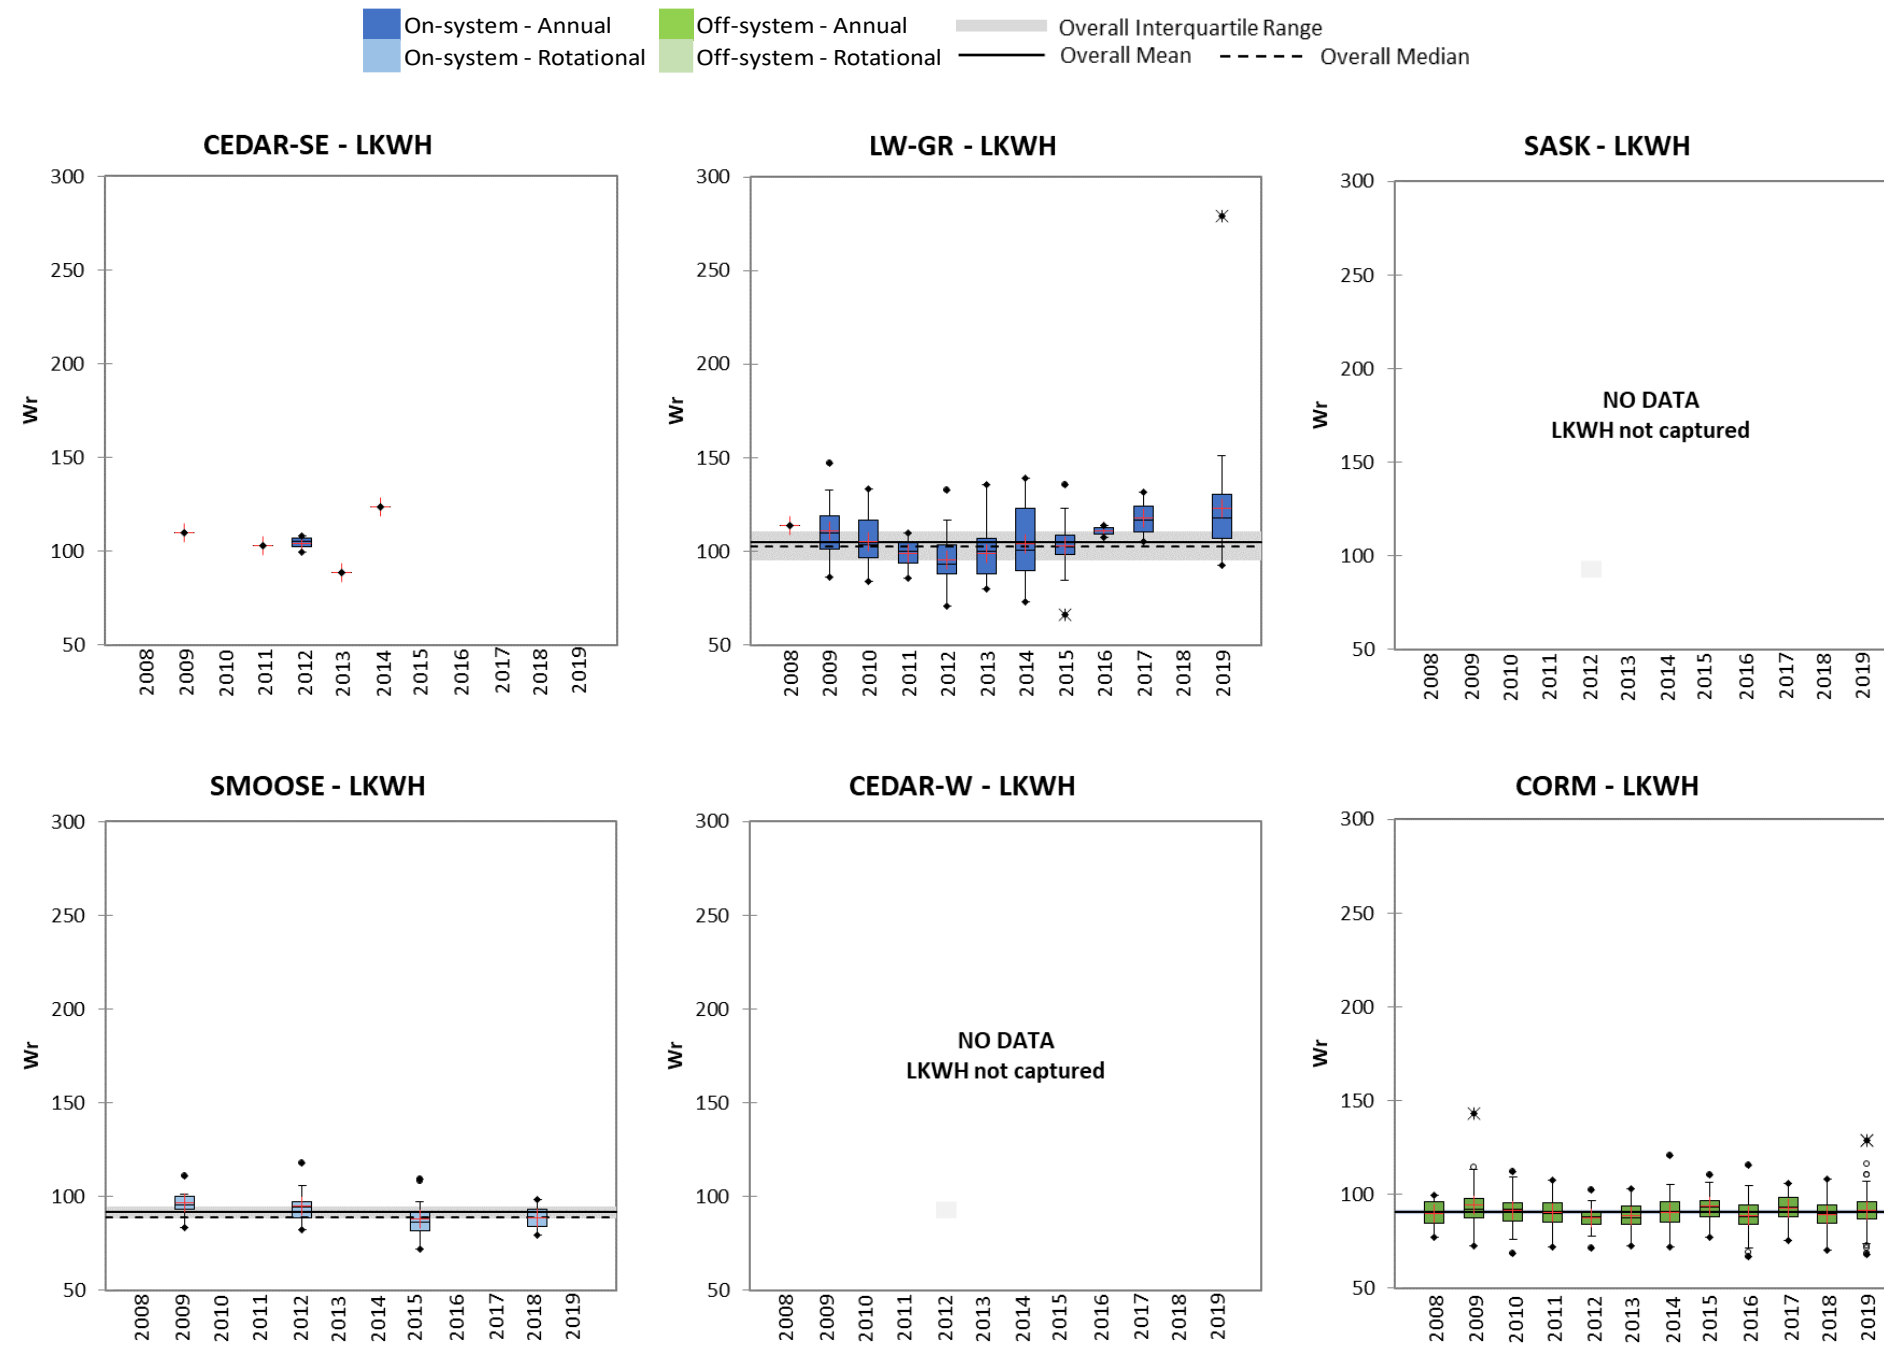 On-system - Annual Off-system - Annual Overall Interquartile Range
On-system - Rotational Off-system - Rotational Overall Mean Overall Median
CEDAR-SE - LKWH
300
250
200
150
100
50
Wr
2008 2009 2010 2011 2012 2013 2014 2015 2016 2017 2018 2019
LW-GR - LKWH
300
250
200
150
100
50
Wr
2008 2009 2010 2011 2012 2013 2014 2015 2016 2017 2018 2019
SASK - LKWH
300
250
200
150
100
50
Wr
NO DATA
LKWH not captured
2008 2009 2010 2011 2012 2013 2014 2015 2016 2017 2018 2019
SMOOSE - LKWH
300
250
200
150
100
50
Wr
2008 2009 2010 2011 2012 2013 2014 2015 2016 2017 2018 2019
CEDAR-W - LKWH
300
250
200
150
100
50
Wr
NO DATA
LKWH not captured
2008 2009 2010 2011 2012 2013 2014 2015 2016 2017 2018 2019
CORM - LKWH
300
250
200
150
100
50
Wr
2008 2009 2010 2011 2012 2013 2014 2015 2016 2017 2018 2019